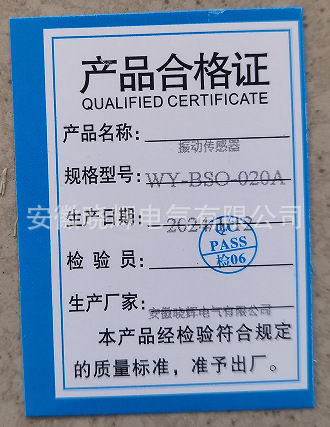 产品合格证
QUALIFIED CERTIFICATE
产品名称：振动传感器
规格型号：WY-BSO-020A
生产日期：
QC
PASS
检06
检验员：
生产厂家：安徽晓辉电气有限公司
本产品经检验符合规定
的质量标准，准予出厂。